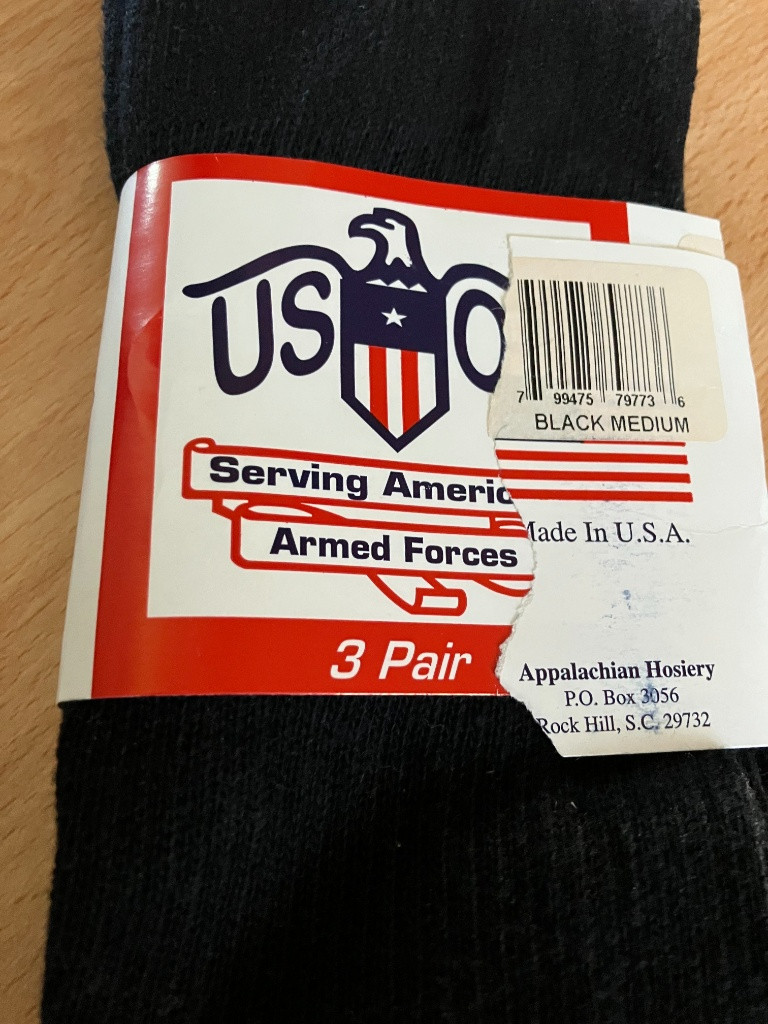 USO
Serving Americ
Armed Forces
3 Pair
7 99475 79773 6
BLACK MEDIUM
Made In U.S.A.
Appalachian Hosiery
P.O. Box 3056
Rock Hill, S.C. 29732